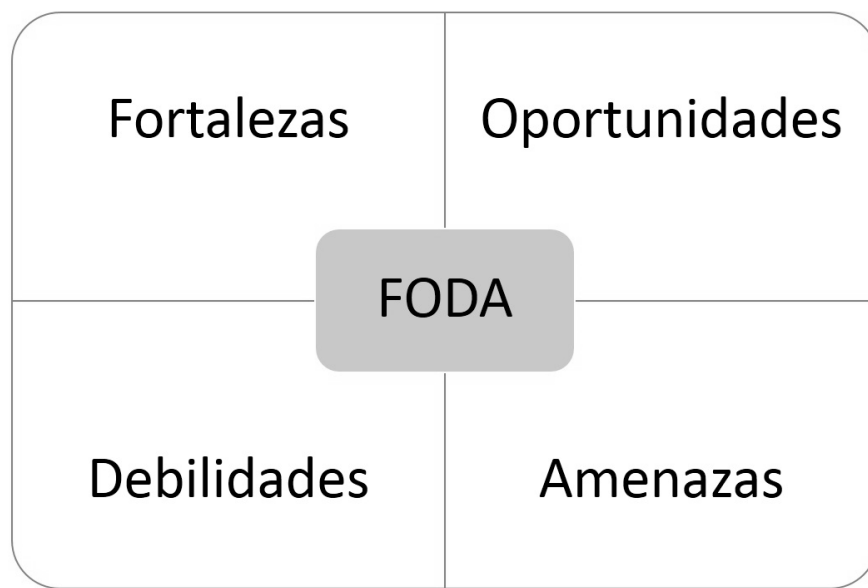 Fortalezas
Oportunidades
FODA
Debilidades
Amenazas